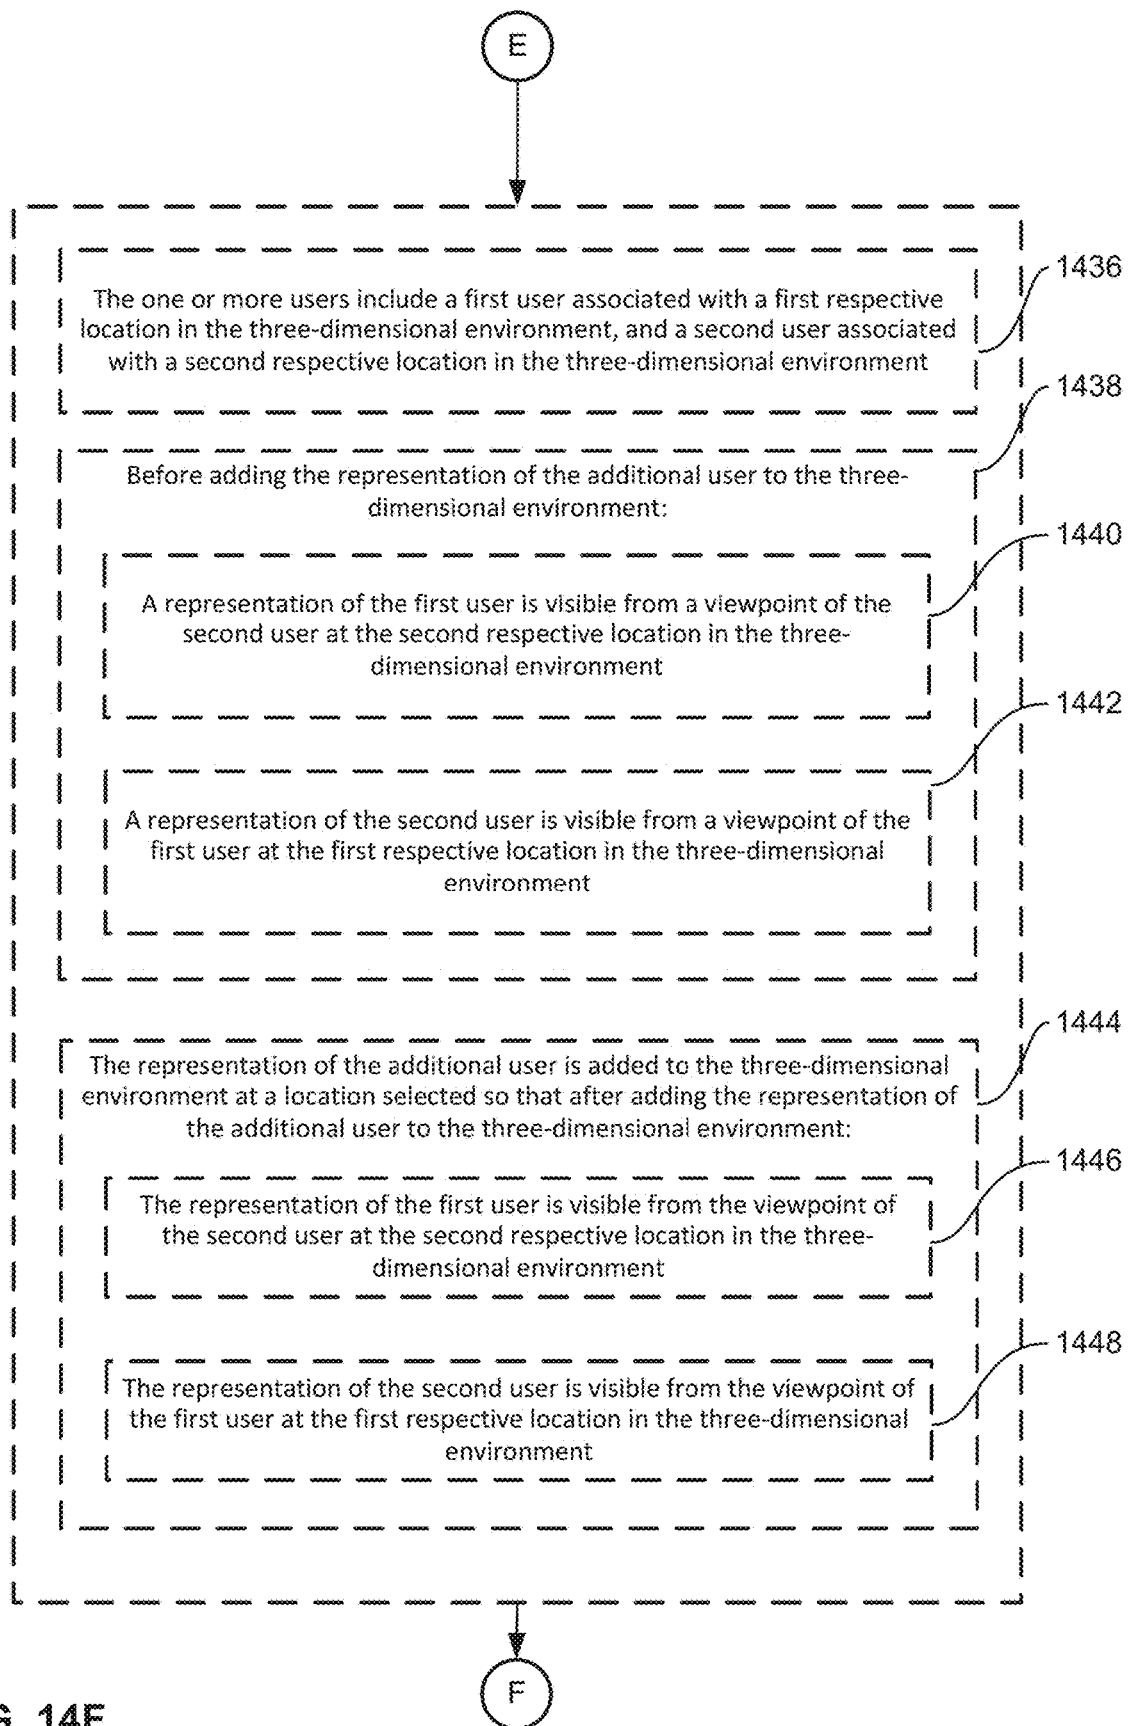 E
The one or more users include a first user associated with a first respective
location in the three-dimensional environment, and a second user associated
with a second respective location in the three-dimensional environment
1436
Before adding the representation of the additional user to the three-
dimensional environment:
1438
A representation of the first user is visible from a viewpoint of the
second user at the second respective location in the three-
dimensional environment
1440
A representation of the second user is visible from a viewpoint of the
first user at the first respective location in the three-dimensional
environment
1442
The representation of the additional user is added to the three-dimensional
environment at a location selected so that after adding the representation of
the additional user to the three-dimensional environment:
1444
The representation of the first user is visible from the viewpoint of
the second user at the second respective location in the three-
dimensional environment
1446
The representation of the second user is visible from the viewpoint of
the first user at the first respective location in the three-dimensional
environment
1448
F